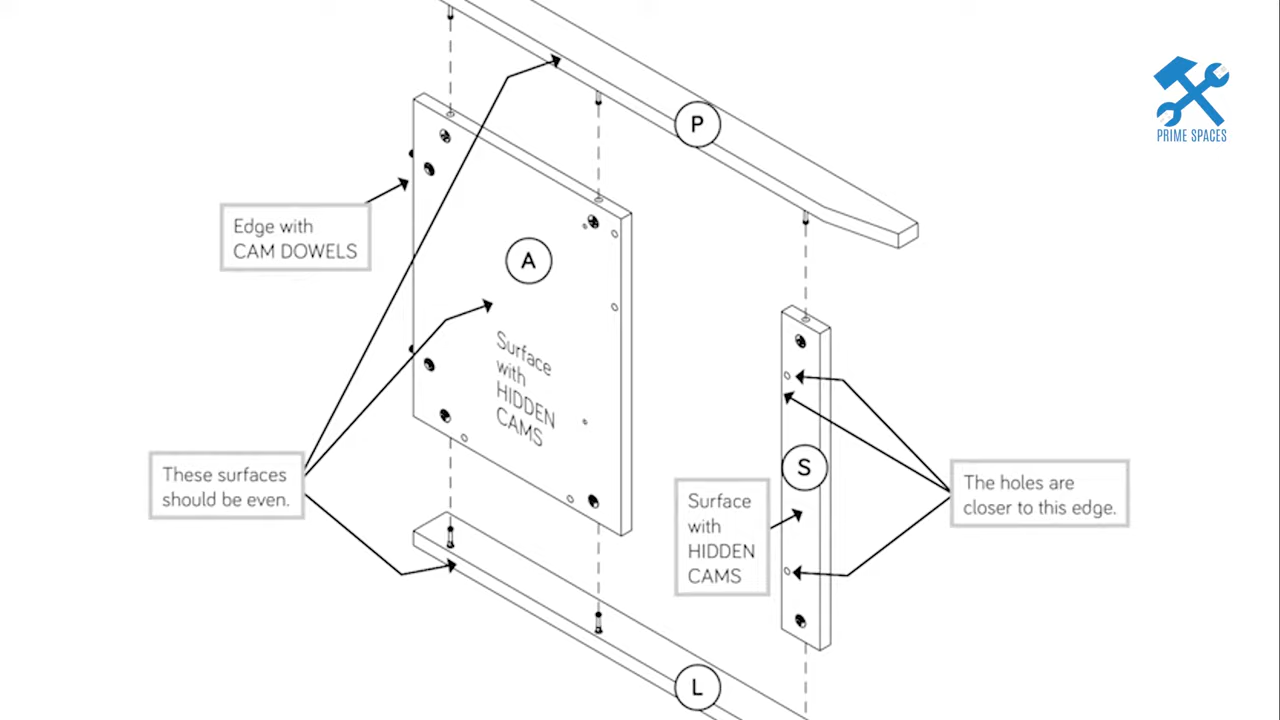 PRIME SPACES
P
Edge with
CAM DOWELS
A
Surface
with
HIDDEN
CAMS
These surfaces
should be even.
S
Surface
with
HIDDEN
CAMS
The holes are
closer to this edge.
L